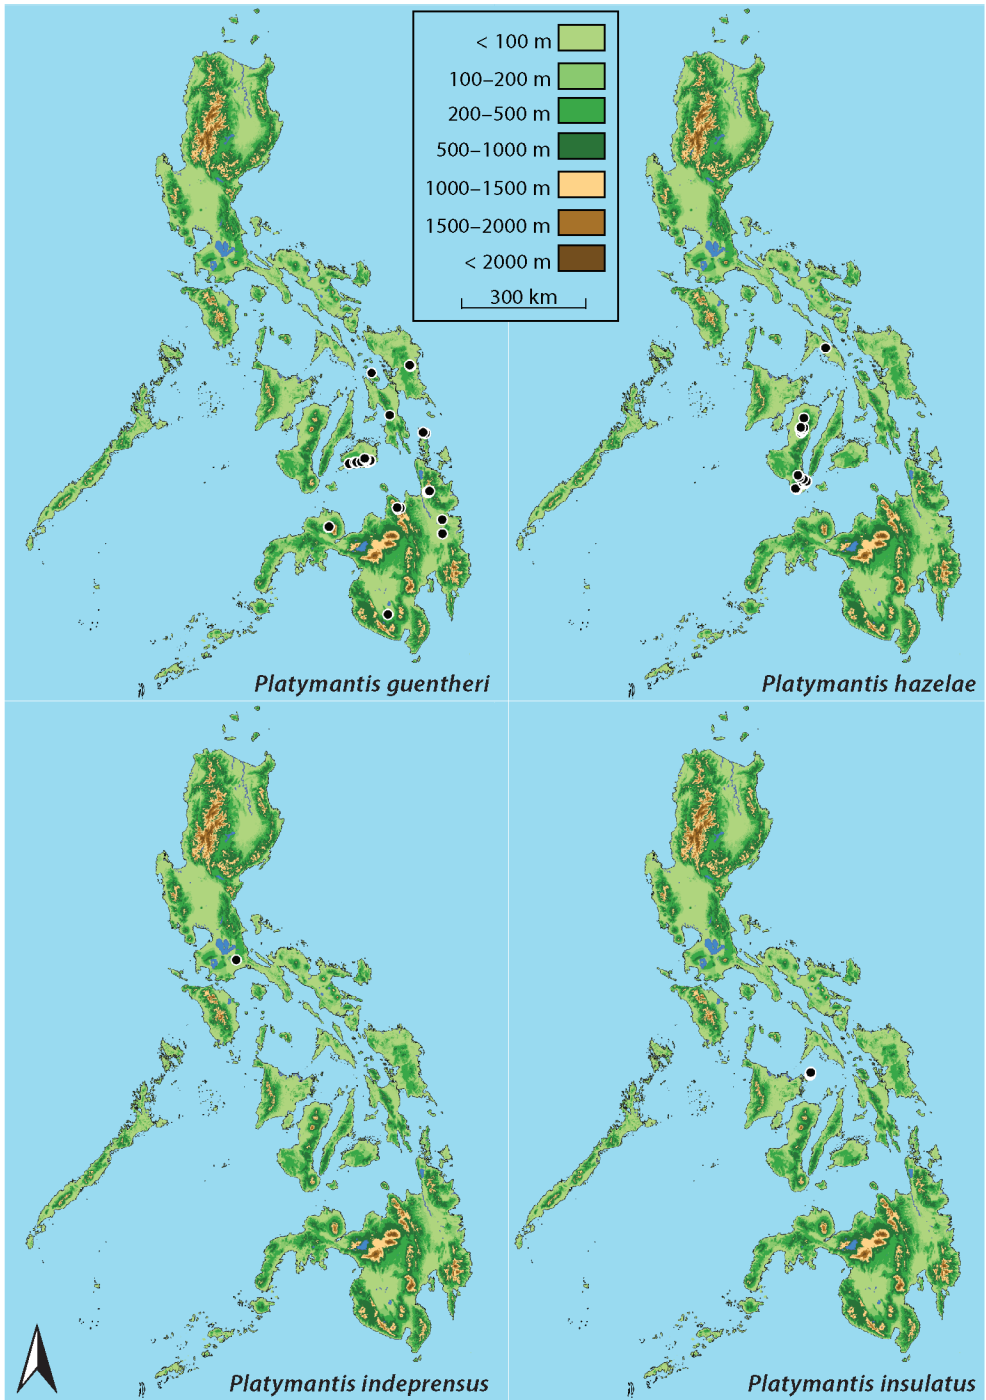 < 100 m
100–200 m
200–500 m
500–1000 m
1000–1500 m
1500–2000 m
< 2000 m
300 km
Platymantis guentheri
Platymantis hazelae
Platymantis indeprensus
Platymantis insulatus